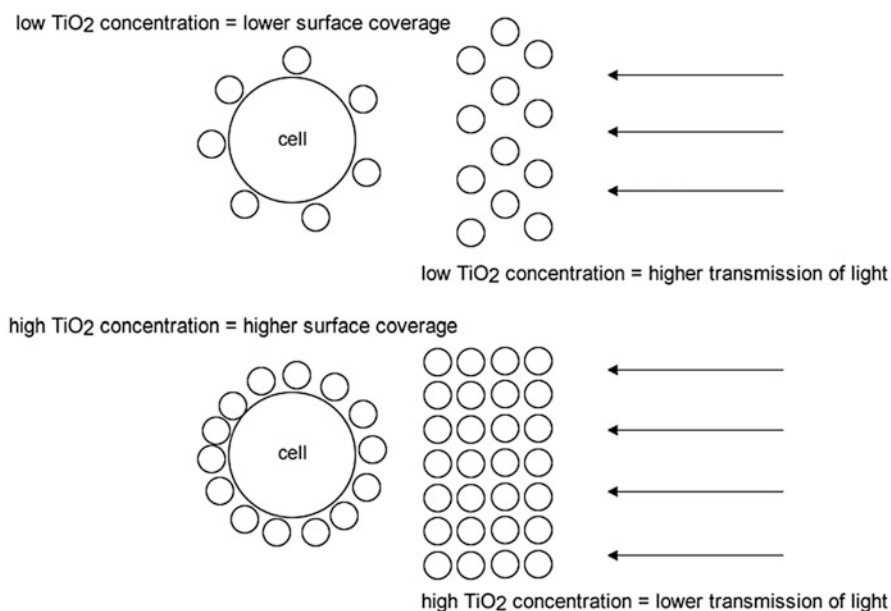 low TiO2 concentration = lower surface coverage
cell
low TiO2 concentration = higher transmission of light
high TiO2 concentration = higher surface coverage
cell
high TiO2 concentration = lower transmission of light